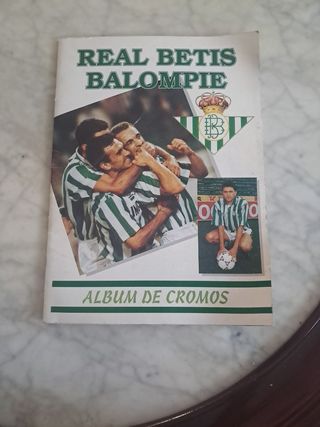 REAL BETIS
BALOMPIE
ALBUM DE CROMOS